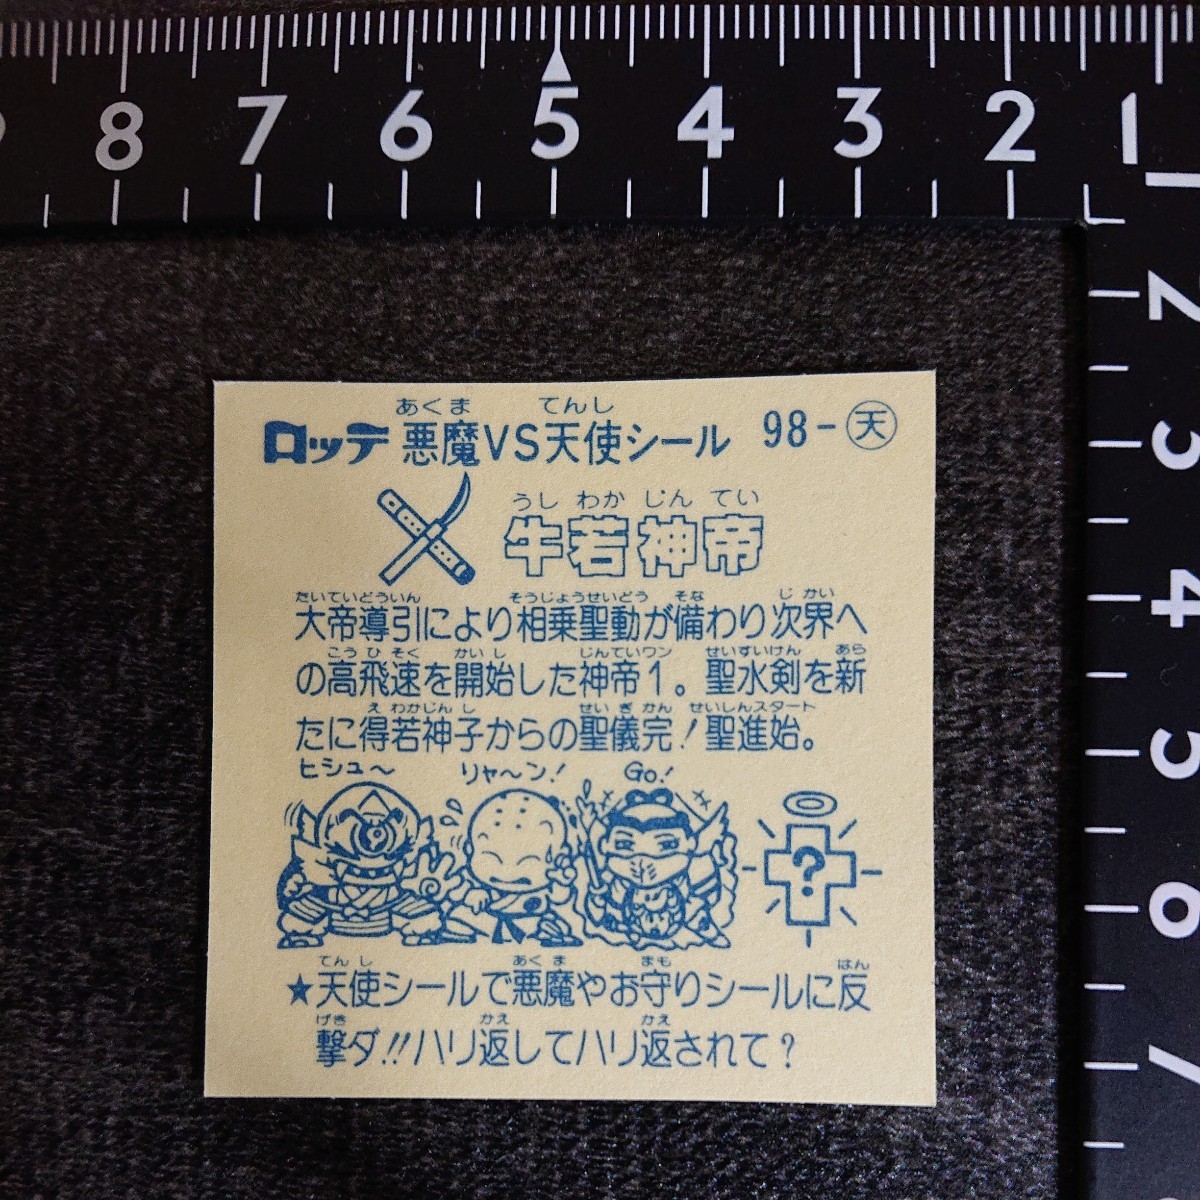 8 7 6 5 4 3 2 1
1
2
3
4
5
6
7
あくま てんし
ロッテ 悪魔VS天使シール 98-天
うし わか じん てい
牛若神帝
たいていどういん そうじょうせいどう そな じ かい
大帝導引により相乗聖動が備わり次界へ
こう ひ そく かい し じんていワン せいすいけん あら
の高飛速を開始した神帝1。聖水剣を新
え わかじん し せい ぎ かん せいしんスタート
たに得若神子からの聖儀完!聖進始。
ヒシュ〜 リャ〜ン! Go!
?
てん し あく ま まも はん
★天使シールで悪魔やお守りシールに反
げき かえ かえ
撃ダ!!ハリ返してハリ返されて?